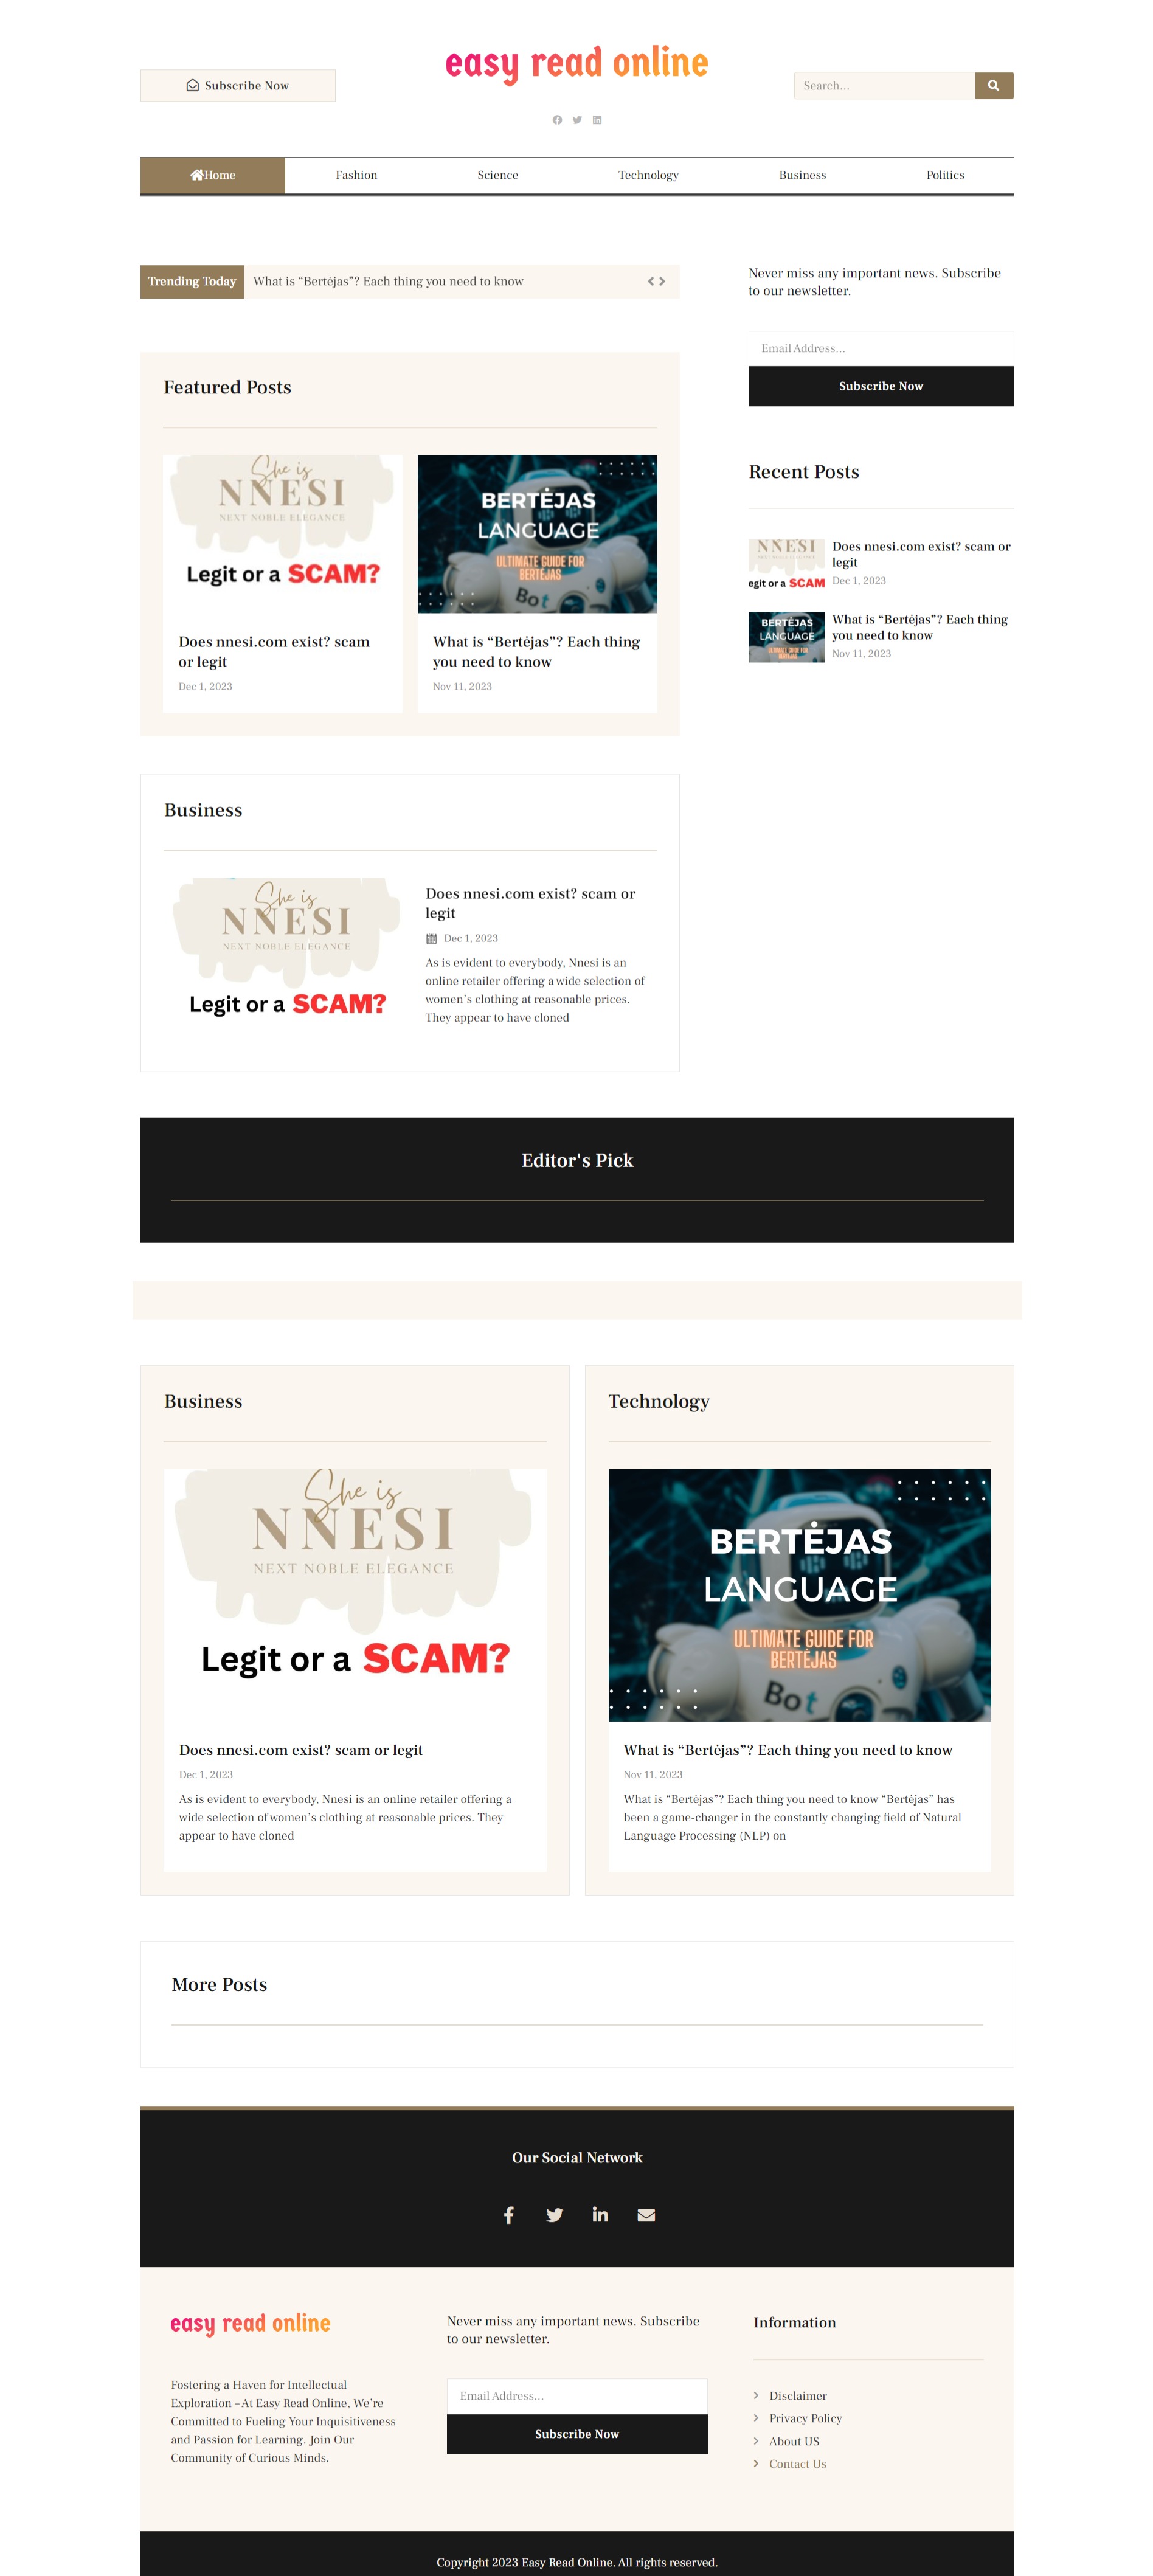 easy read online
Subscribe Now
Search...
Home
Fashion
Science
Technology
Business
Politics
Trending Today
What is “Bertėjas”? Each thing you need to know
Never miss any important news. Subscribe
to our newsletter.
Email Address...
Subscribe Now
Featured Posts
She is
NNESI
NEXT NOBLE ELEGANCE
Legit or a SCAM?
Does nnesi.com exist? scam
or legit
Dec 1, 2023
BERTĖJAS
LANGUAGE
ULTIMATE GUIDE FOR
BERTĖJAS
Bot
What is “Bertėjas”? Each thing
you need to know
Nov 11, 2023
Recent Posts
NNESI
NEXT NOBLE ELEGANCE
egit or a SCAM
Does nnesi.com exist? scam or
legit
Dec 1, 2023
BERTĖJAS
LANGUAGE
ULTIMATE GUIDE FOR
BERTĖJAS
What is “Bertėjas”? Each thing
you need to know
Nov 11, 2023
Business
She is
NNESI
NEXT NOBLE ELEGANCE
Legit or a SCAM?
Does nnesi.com exist? scam or
legit
Dec 1, 2023
As is evident to everybody, Nnesi is an
online retailer offering a wide selection of
women’s clothing at reasonable prices.
They appear to have cloned
Editor's Pick
Business
She is
NNESI
NEXT NOBLE ELEGANCE
Legit or a SCAM?
Does nnesi.com exist? scam or legit
Dec 1, 2023
As is evident to everybody, Nnesi is an online retailer offering a
wide selection of women’s clothing at reasonable prices. They
appear to have cloned
Technology
BERTĖJAS
LANGUAGE
ULTIMATE GUIDE FOR
BERTĖJAS
Bot
What is “Bertėjas”? Each thing you need to know
Nov 11, 2023
What is “Bertėjas”? Each thing you need to know “Bertėjas” has
been a game-changer in the constantly changing field of Natural
Language Processing (NLP) on
More Posts
Our Social Network
easy read online
Fostering a Haven for Intellectual
Exploration – At Easy Read Online, We’re
Committed to Fueling Your Inquisitiveness
and Passion for Learning. Join Our
Community of Curious Minds.
Never miss any important news. Subscribe
to our newsletter.
Email Address...
Subscribe Now
Information
Disclaimer
Privacy Policy
About US
Contact Us
Copyright 2023 Easy Read Online. All rights reserved.